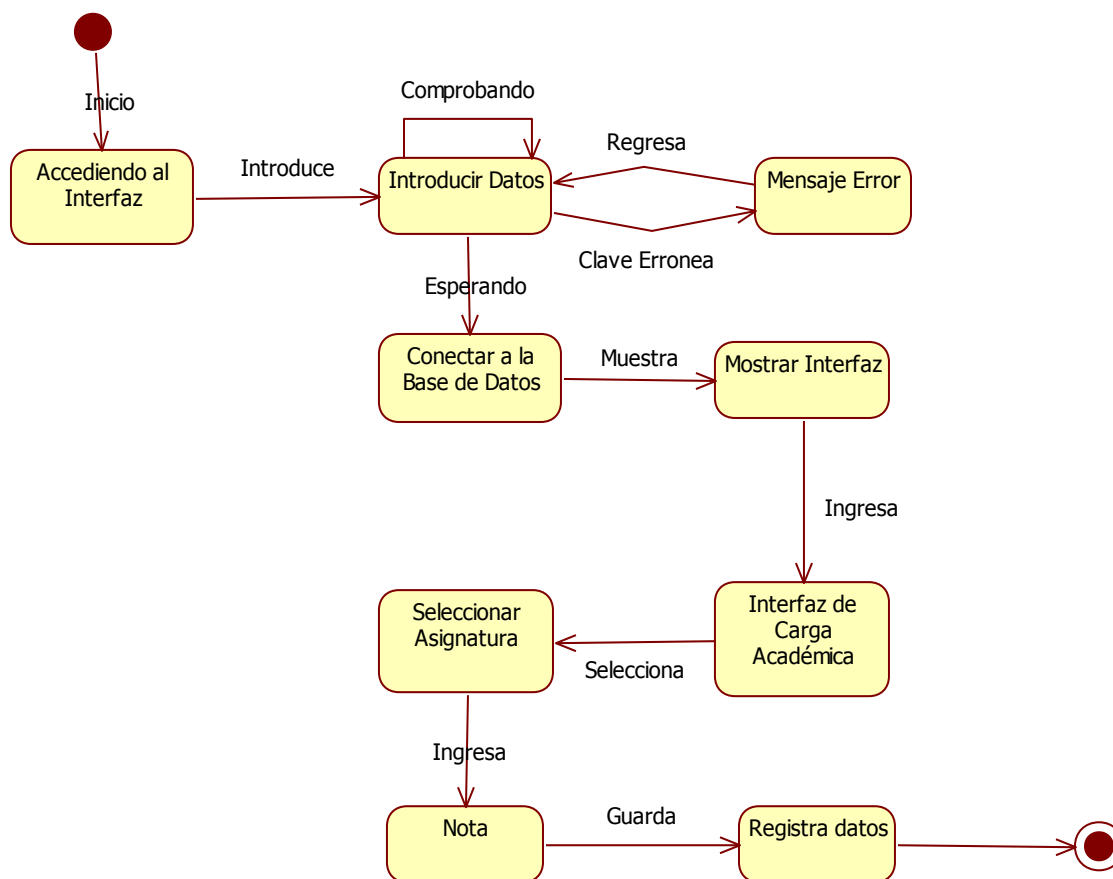 Inicio
Comprobando
Accediendo al
Interfaz
Introduce
Introducir Datos
Regresa
Mensaje Error
Clave Erronea
Esperando
Conectar a la
Base de Datos
Muestra
Mostrar Interfaz
Ingresa
Interfaz de
Carga
Académica
Selecciona
Seleccionar
Asignatura
Ingresa
Nota
Guarda
Registra datos